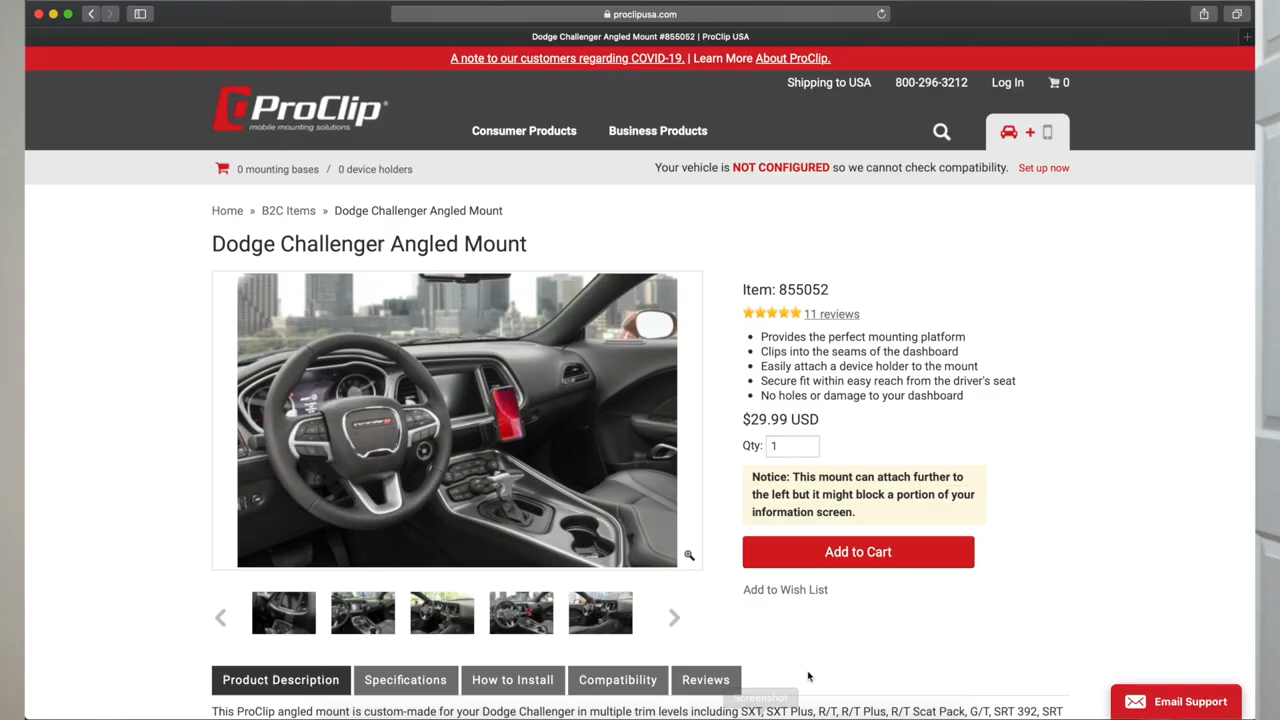 proclipusa.com
Dodge Challenger Angled Mount #855052 | ProClip USA
A note to our customers regarding COVID-19. | Learn More About ProClip.
Shipping to USA 800-296-3212 Log In 0
ProClip
mobile mounting solutions
Consumer Products Business Products
0 mounting bases / 0 device holders
Your vehicle is NOT CONFIGURED so we cannot check compatibility. Set up now
Home » B2C Items » Dodge Challenger Angled Mount
Dodge Challenger Angled Mount
Item: 855052
11 reviews
• Provides the perfect mounting platform
• Clips into the seams of the dashboard
• Easily attach a device holder to the mount
• Secure fit within easy reach from the driver's seat
• No holes or damage to your dashboard
$29.99 USD
Qty: 1
Notice: This mount can attach further to
the left but it might block a portion of your
information screen.
Add to Cart
Add to Wish List
Product Description Specifications How to Install Compatibility Reviews
Screenshot
Email Support
This ProClip angled mount is custom-made for your Dodge Challenger in multiple trim levels including SXT, SXT Plus, R/T, R/T Plus, R/T Scat Pack, G/T, SRT 392, SRT